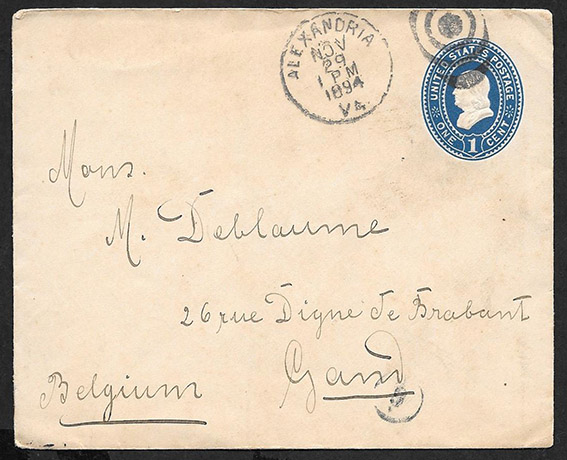 ALEXANDRIA
NOV
29
1 PM
1894
VA.
UNITED STATES POSTAGE
ONE 1 CENT
Mons.
M. Deblaume
26 rue Digne de Brabant
Gand
Belgium